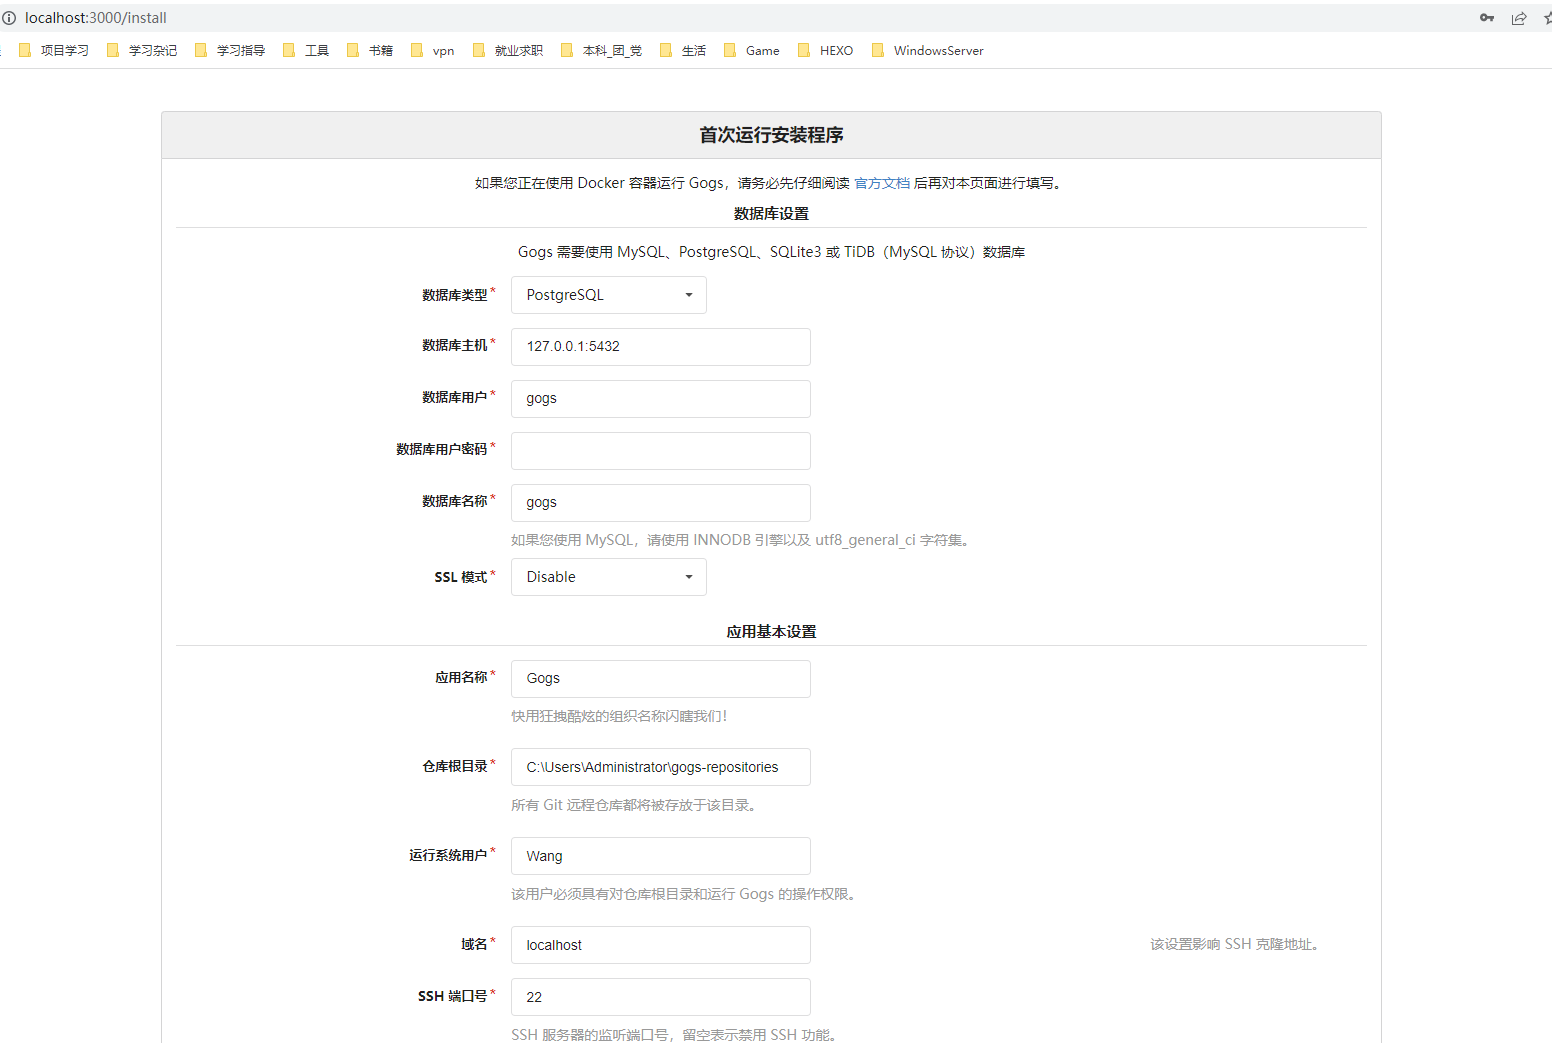 localhost:3000/install
项目学习 学习杂记 学习指导 工具 书籍 vpn 就业求职 本科_团_党 生活 Game HEXO WindowsServer
首次运行安装程序
如果您正在使用 Docker 容器运行 Gogs，请务必先仔细阅读 官方文档 后再对本页面进行填写。
数据库设置
Gogs 需要使用 MySQL、PostgreSQL、SQLite3 或 TiDB（MySQL 协议）数据库
数据库类型* PostgreSQL
数据库主机* 127.0.0.1:5432
数据库用户* gogs
数据库用户密码*
数据库名称* gogs
如果您使用 MySQL，请使用 INNODB 引擎以及 utf8_general_ci 字符集。
SSL 模式* Disable
应用基本设置
应用名称* Gogs
快用狂拽酷炫的组织名称闪瞎我们！
仓库根目录* C:\Users\Administrator\gogs-repositories
所有 Git 远程仓库都将被存放于该目录。
运行系统用户* Wang
该用户必须具有对仓库根目录和运行 Gogs 的操作权限。
域名* localhost 该设置影响 SSH 克隆地址。
SSH 端口号* 22
SSH 服务器的监听端口号，留空表示禁用 SSH 功能。